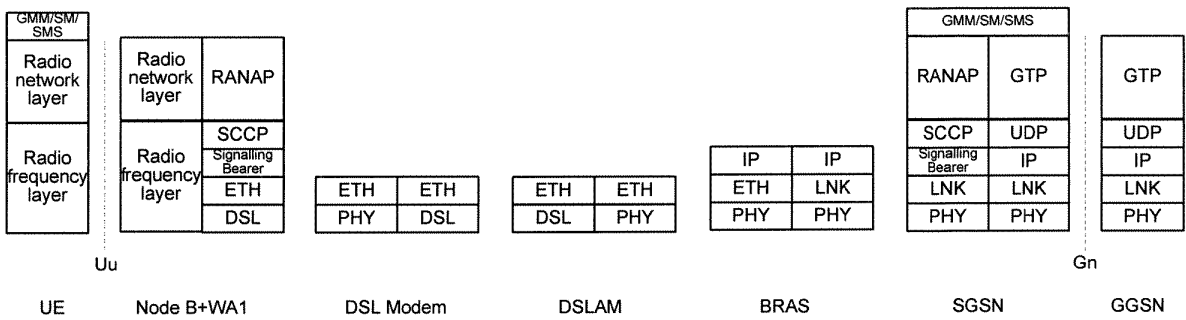 GMM/SM/
SMS
Radio
network
layer
Radio
frequency
layer
Radio
network
layer
RANAP
Radio
frequency
layer
SCCP
Signalling
Bearer
ETH
DSL
ETH ETH
PHY DSL
ETH ETH
DSL PHY
IP IP
ETH LNK
PHY PHY
GMM/SM/SMS
RANAP GTP
SCCP UDP
Signalling
Bearer
IP
LNK LNK
PHY PHY
GTP
UDP
IP
LNK
PHY
Uu
Gn
UE Node B+WA1 DSL Modem DSLAM BRAS SGSN GGSN